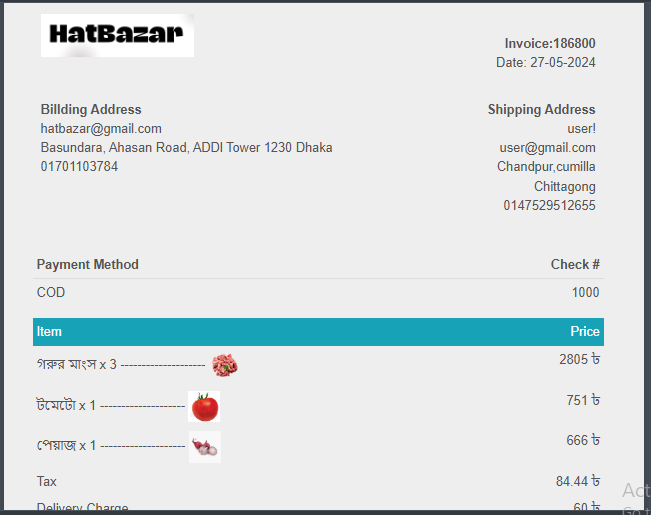 HatBazar
Invoice:186800
Date: 27-05-2024
Billding Address
hatbazar@gmail.com
Basundara, Ahasan Road, ADDI Tower 1230 Dhaka
01701103784
Shipping Address
user!
user@gmail.com
Chandpur,cumilla
Chittagong
0147529512655
Payment Method Check #
COD 1000
Item Price
গরুর মাংস x 3 -------------------- 2805 ৳
টমেটো x 1 -------------------- 751 ৳
পেয়াজ x 1 -------------------- 666 ৳
Tax 84.44 ৳
Delivery Charge 60 ৳
Act
Go t